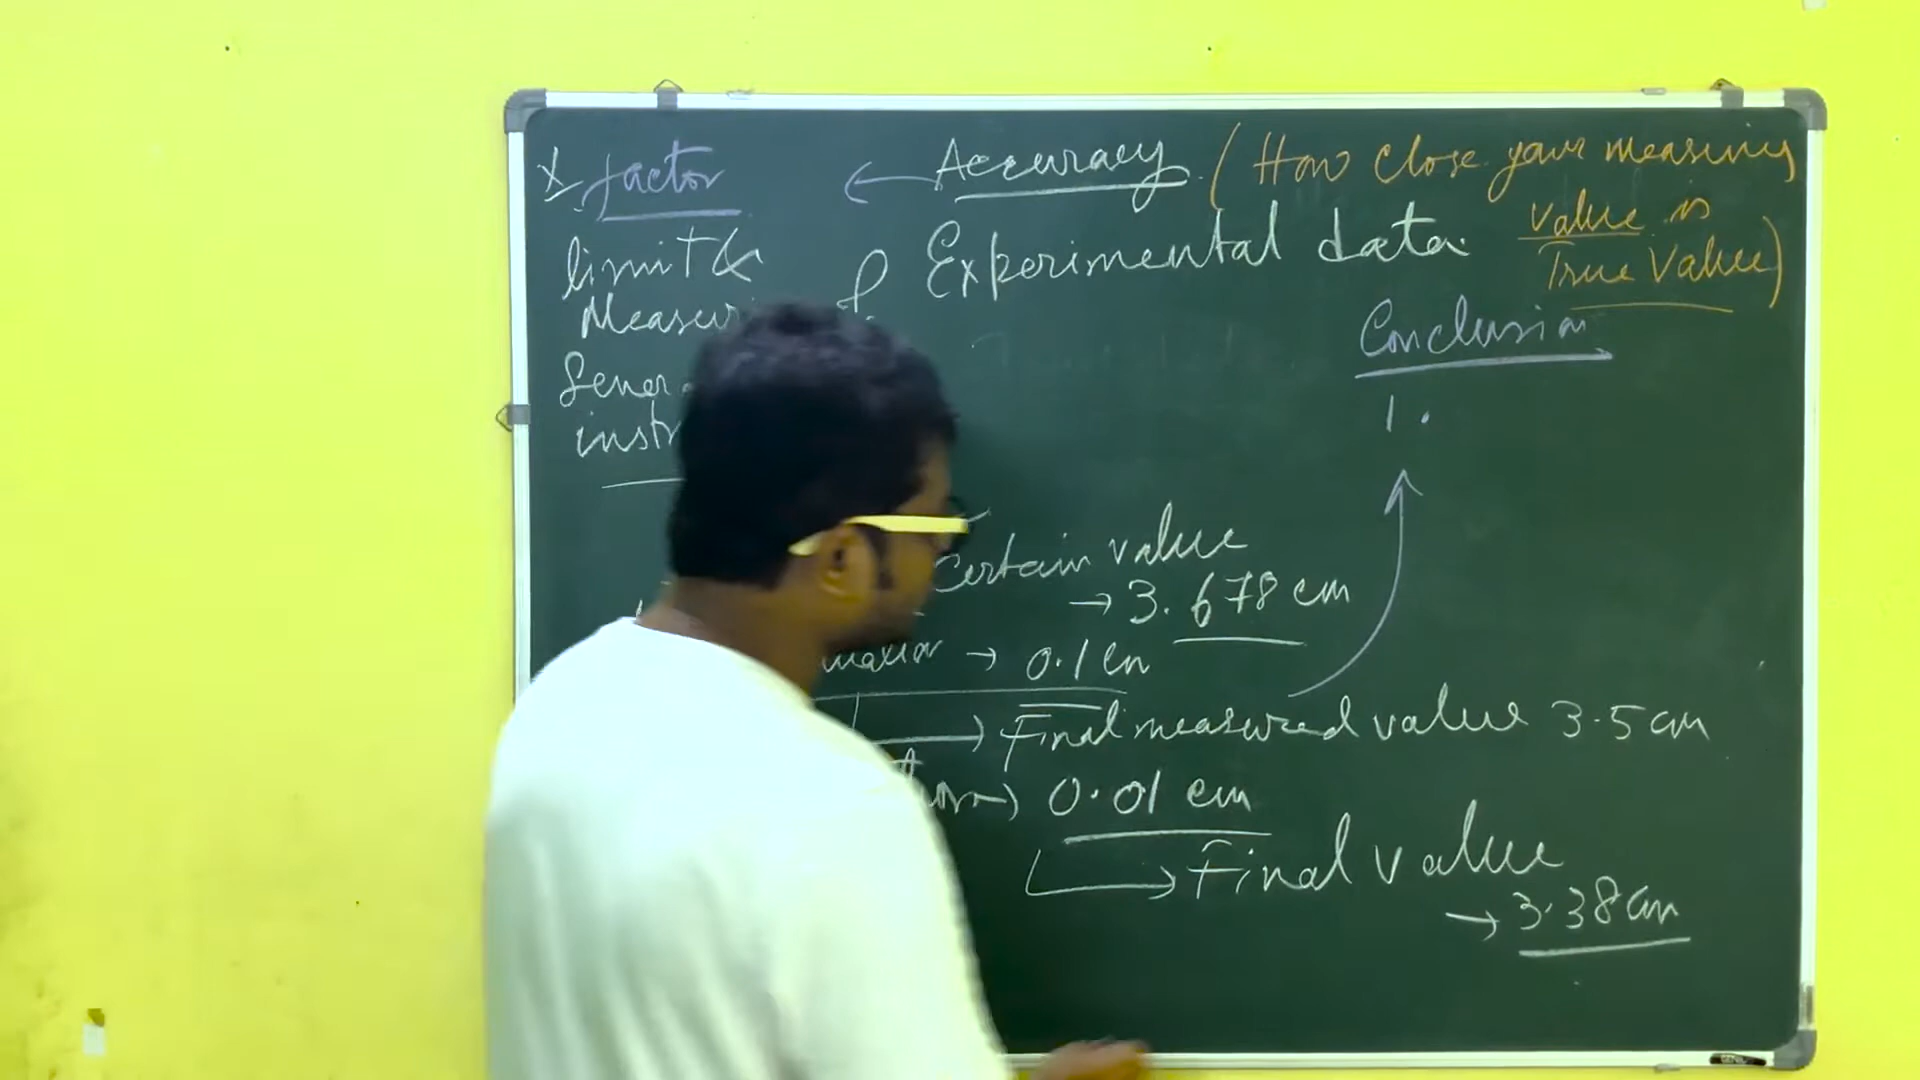 X factor ← Accuracy (How close your measuring
value is
True Value)
limit &
Experimental data
Conclusion
1.
Certain value
→ 3.678 cm
→ 0.1 cm
→ Final measured value 3.5 cm
0.01 cm
→ Final value
→ 3.38 cm